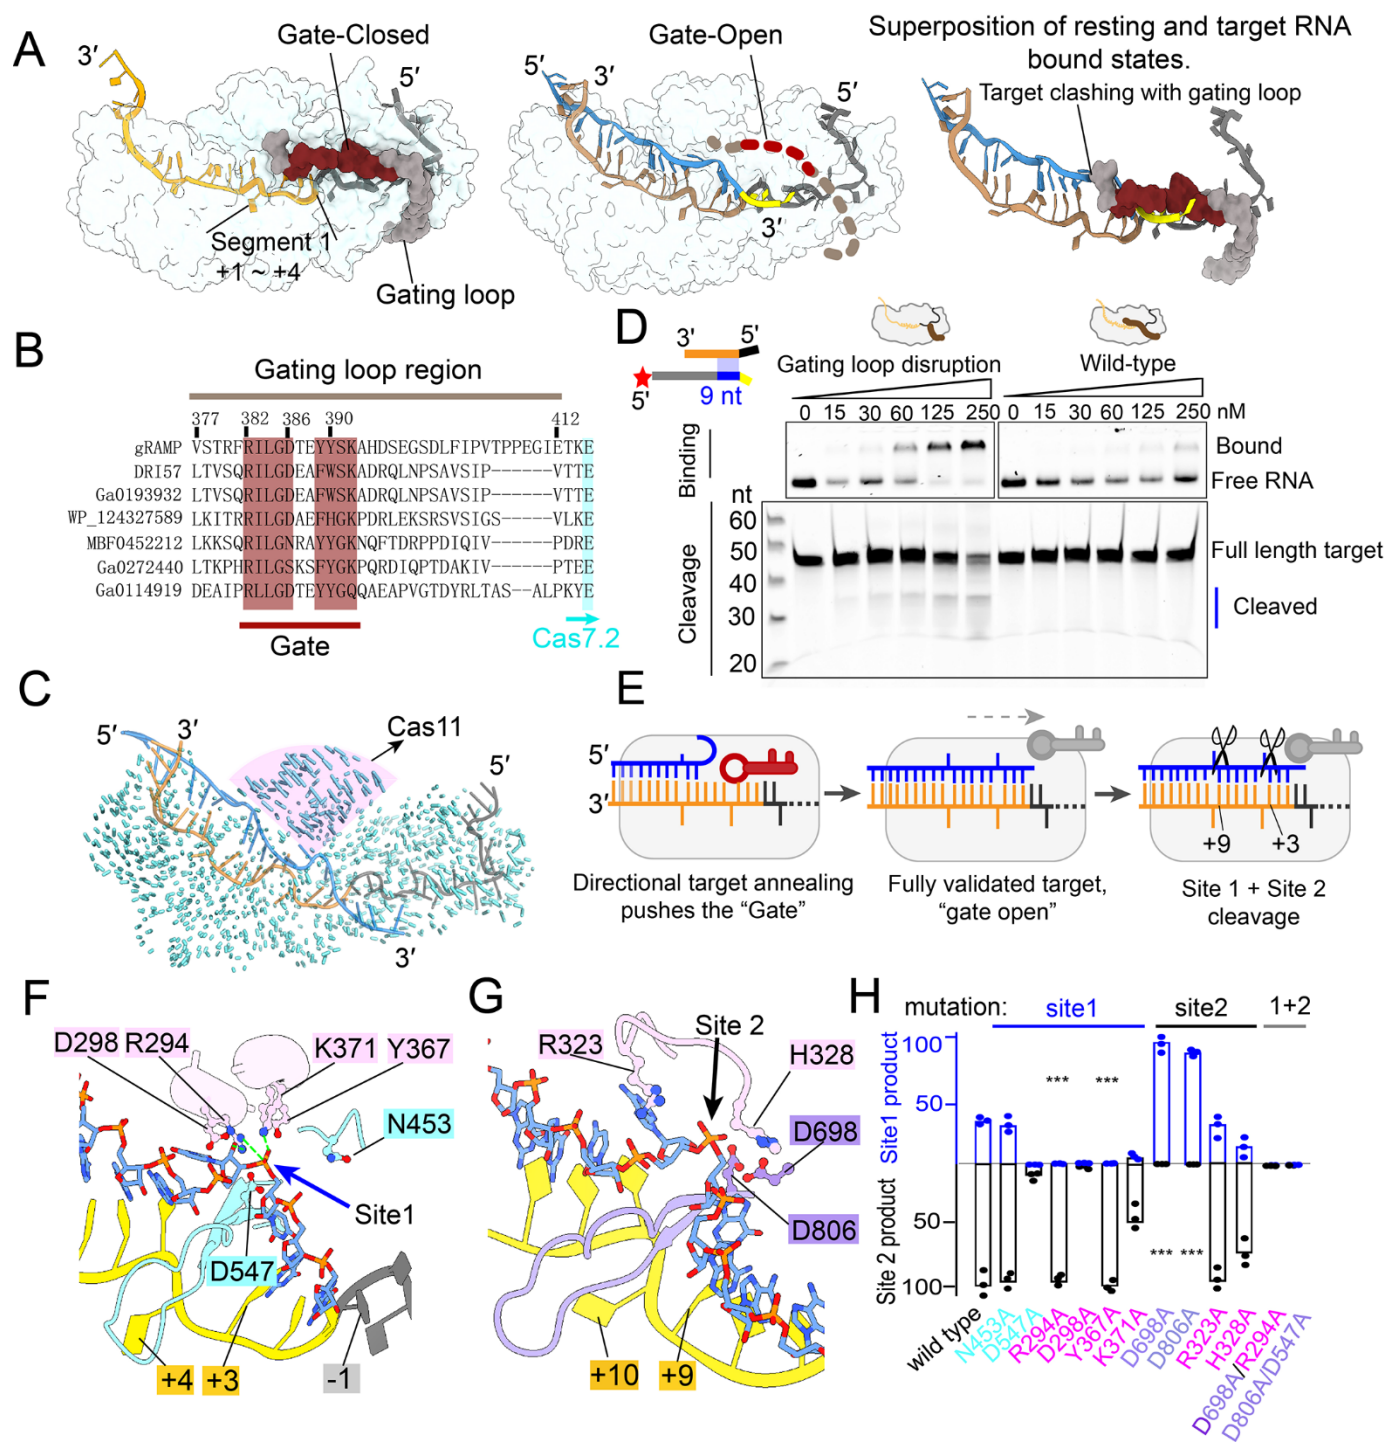 A
3′
Gate-Closed
5′
Segment 1
+1 ~ +4
Gating loop
5′
3′
Gate-Open
5′
3′
Superposition of resting and target RNA
bound states.
Target clashing with gating loop
B
Gating loop region
377 382 386 390 412
gRAMP VSTRFRILGDTEYYSKAHDSEGSDLFIPVTPPEGIETKE
DRI57 LTVSQRILGDEAFWSKADRQLNPSAVSIP------VTTE
Ga0193932 LTVSQRILGDEAFWSKADRQLNPSAVSIP------VTTE
WP_124327589 LKITRRILGDAEFHGKPDRLEKSRSVSIGS-----VLKE
MBF0452212 LKKSQRILGNRAYYGKNQFTDRPPDIQIV------PDRE
Ga0272440 LTKPHRILGSKSFYGKPQRDIQPTDAKIV------PTEE
Ga0114919 DEAIPRLLGDTEYYGQQAEAPVGTDYRLTAS--ALPKYE
Gate
Cas7.2
C
5′
3′
Cas11
5′
3′
D
3′
5′
5′
9 nt
Gating loop disruption
Wild-type
0 15 30 60 125 250
0 15 30 60 125 250 nM
Binding
Bound
Free RNA
nt
60
50
40
30
20
Cleavage
Full length target
Cleaved
E
5′
3′
+9
+3
Directional target annealing
pushes the “Gate”
Fully validated target,
“gate open”
Site 1 + Site 2
cleavage
F
D298
R294
K371
Y367
N453
Site1
D547
+4
+3
-1
G
Site 2
R323
H328
D698
D806
+10
+9
H
mutation: site1 site2 1+2
Site1 product
Site 2 product
100
50
50
100
*** ***
*** ***
wild type
N453A
D547A
R294A
D298A
Y367A
K371A
D698A
D806A
R323A
H328A
D698A/R294A
D806A/D547A